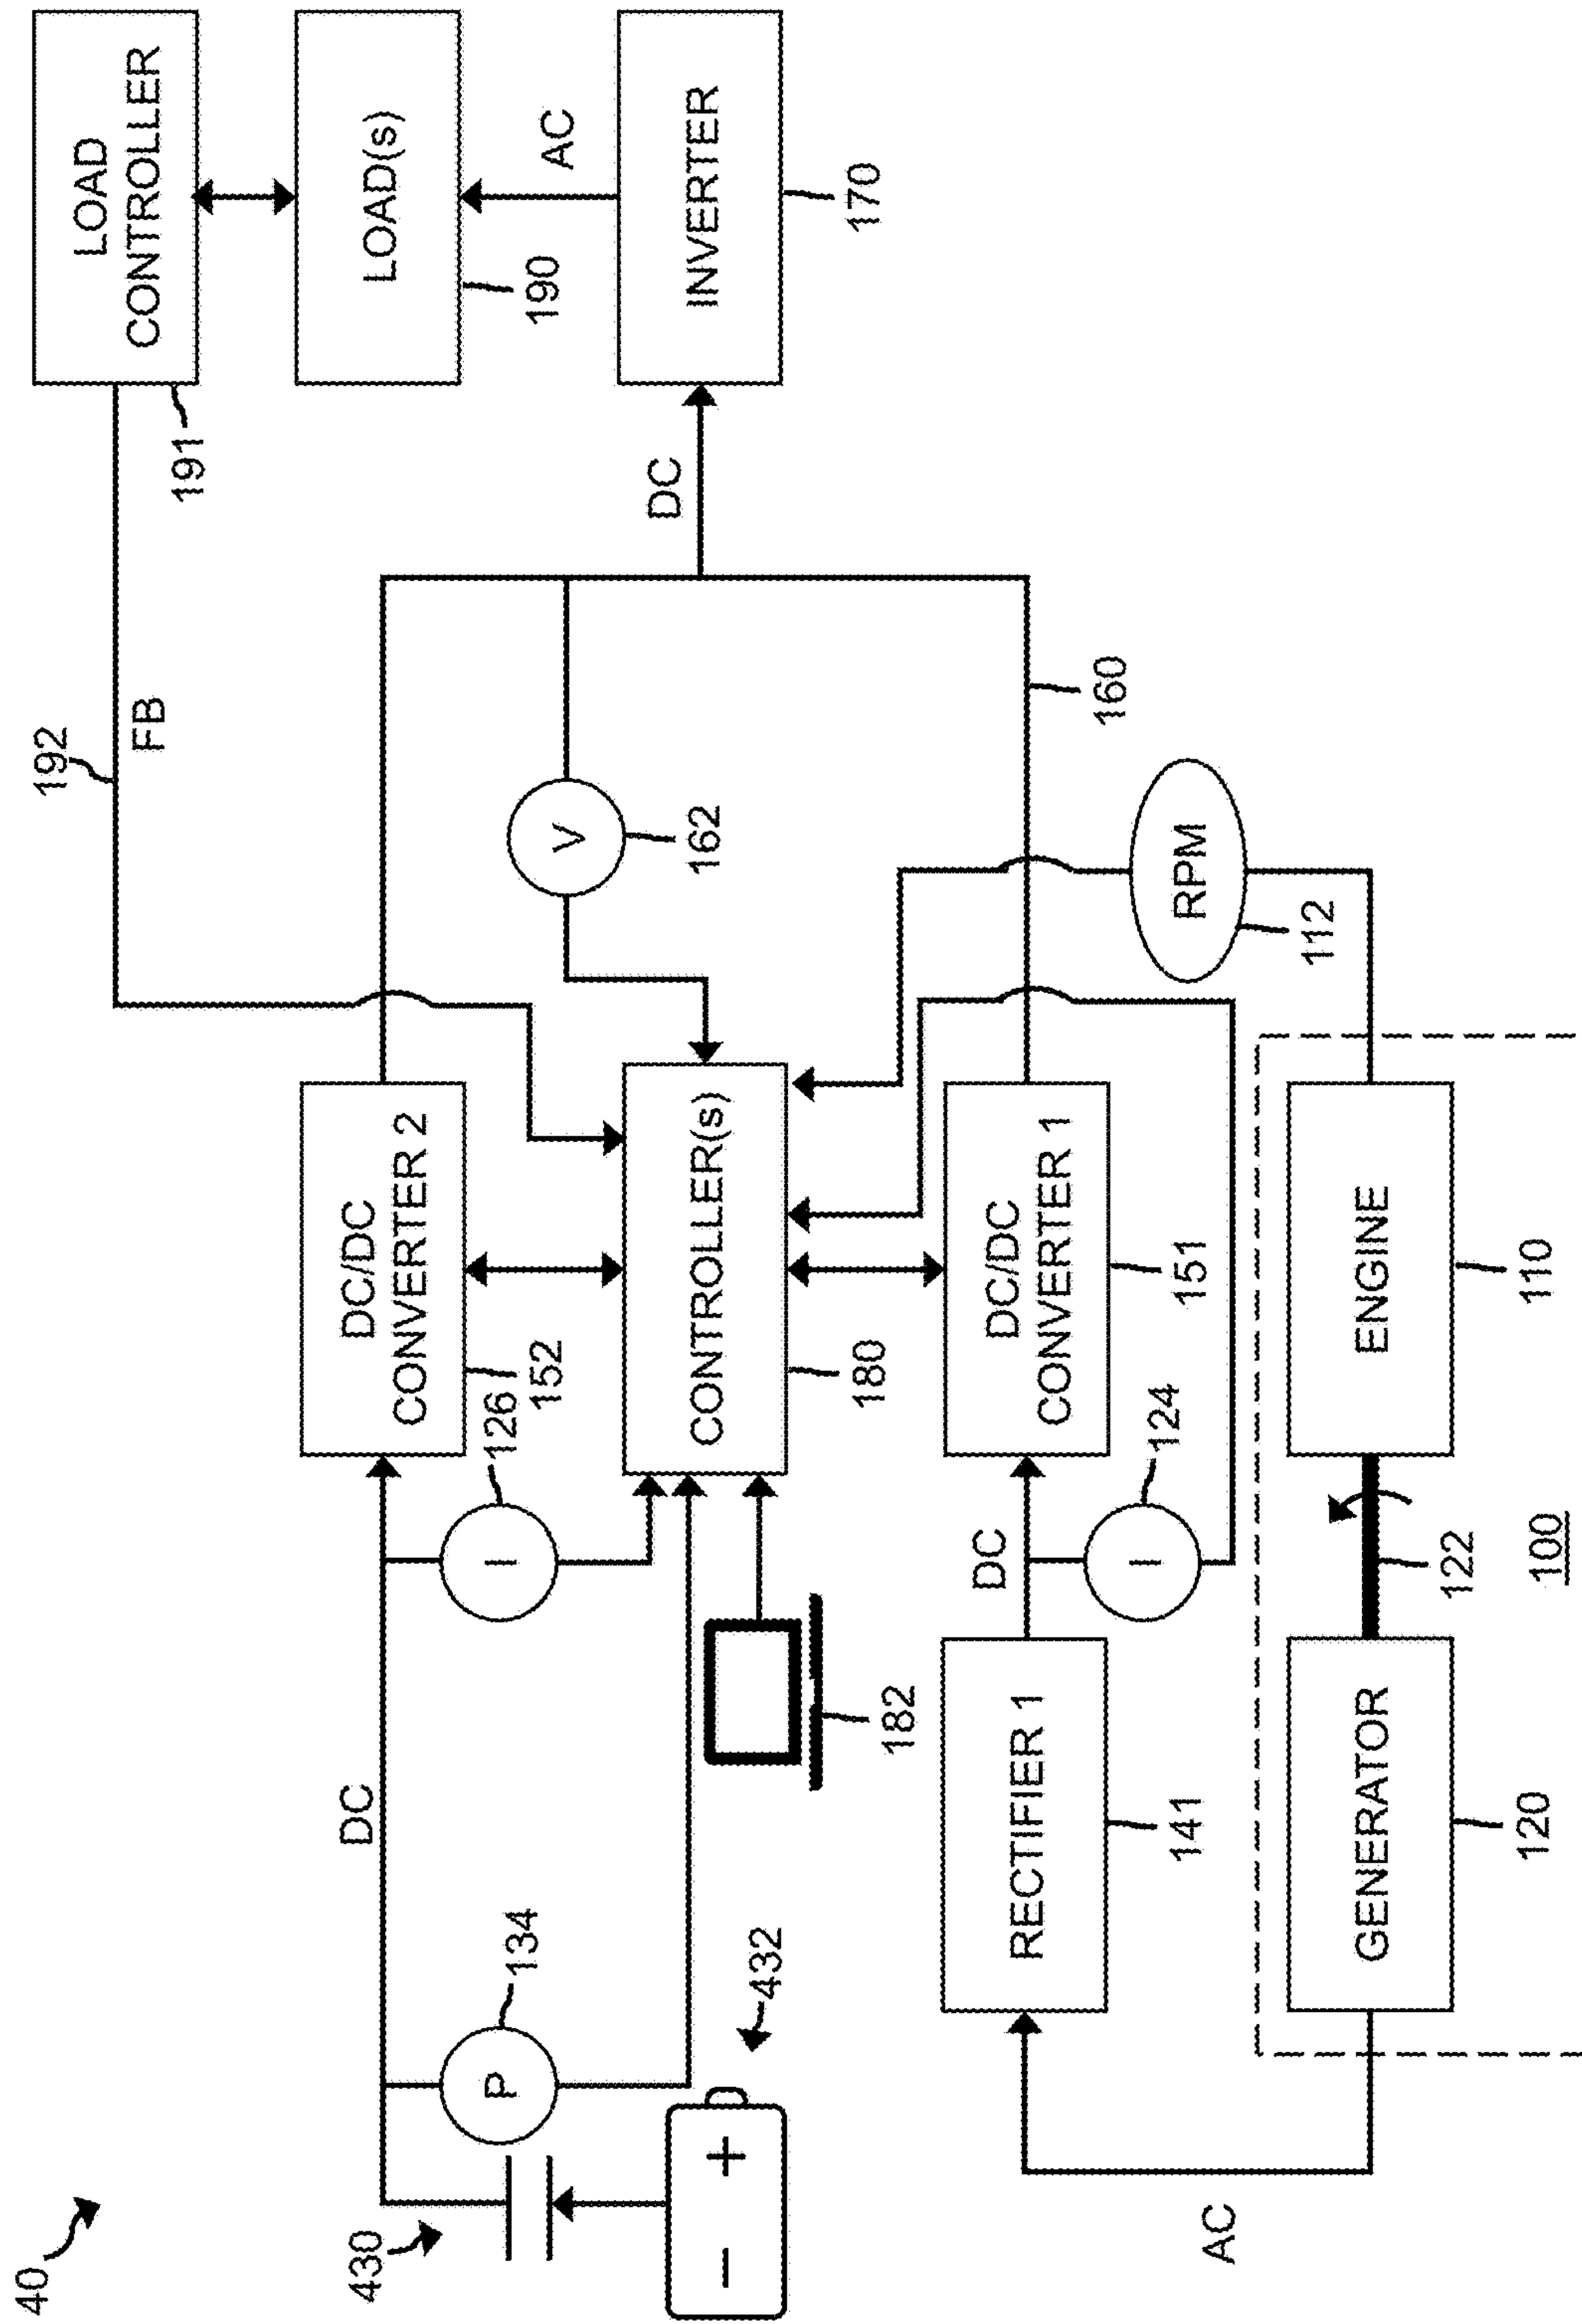 40
430
DC
P
134
-
+
432
I
126
DC/DC
CONVERTER 2
152
192
FB
191
LOAD
CONTROLLER
LOAD(s)
190
AC
INVERTER
170
DC
V
162
CONTROLLER(s)
180
182
160
AC
RECTIFIER 1
141
DC
I
124
DC/DC
CONVERTER 1
151
RPM
112
GENERATOR
120
122
ENGINE
110
100